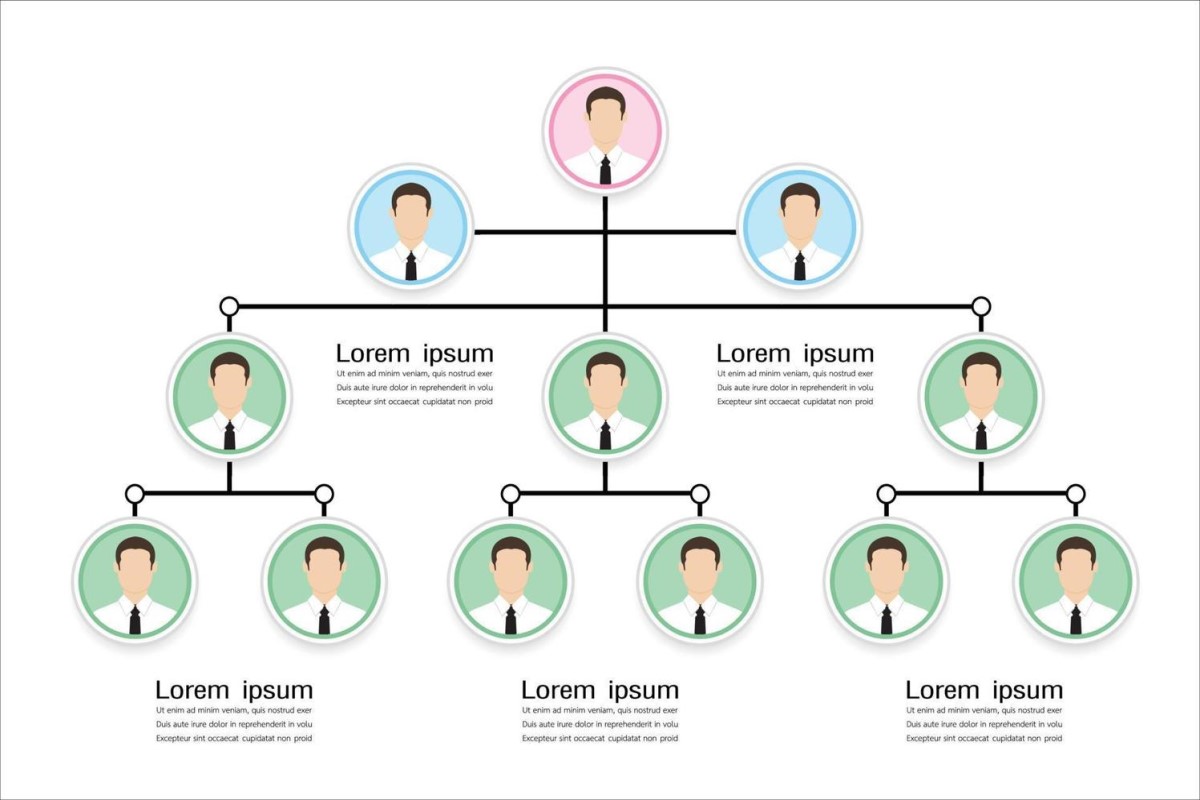 Lorem ipsum
Ut enim ad minim veniam, quis nostrud exer
Duis aute irure dolor in reprehenderit in volu
Excepteur sint occaecat cupidatat non proid
Lorem ipsum
Ut enim ad minim veniam, quis nostrud exer
Duis aute irure dolor in reprehenderit in volu
Excepteur sint occaecat cupidatat non proid
Lorem ipsum
Ut enim ad minim veniam, quis nostrud exer
Duis aute irure dolor in reprehenderit in volu
Excepteur sint occaecat cupidatat non proid
Lorem ipsum
Ut enim ad minim veniam, quis nostrud exer
Duis aute irure dolor in reprehenderit in volu
Excepteur sint occaecat cupidatat non proid
Lorem ipsum
Ut enim ad minim veniam, quis nostrud exer
Duis aute irure dolor in reprehenderit in volu
Excepteur sint occaecat cupidatat non proid